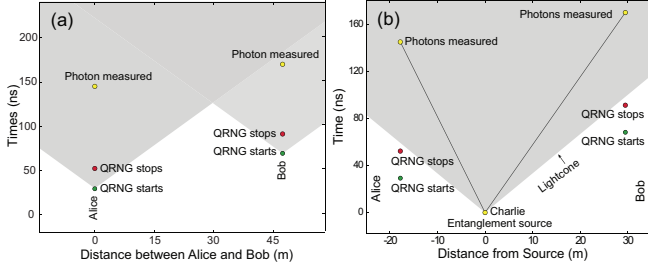 (a)
200
150
100
50
0
Times (ns)
Photon measured
Photon measured
QRNG stops
QRNG starts
Bob
QRNG stops
QRNG starts
Alice
0
15
30
45
Distance between Alice and Bob (m)
(b)
160
120
80
40
0
Time (ns)
Photons measured
Photons measured
QRNG stops
QRNG starts
QRNG stops
QRNG starts
Alice
Lightcone
Bob
Charlie
Entanglement source
-20
-10
0
10
20
30
Distance from Source (m)